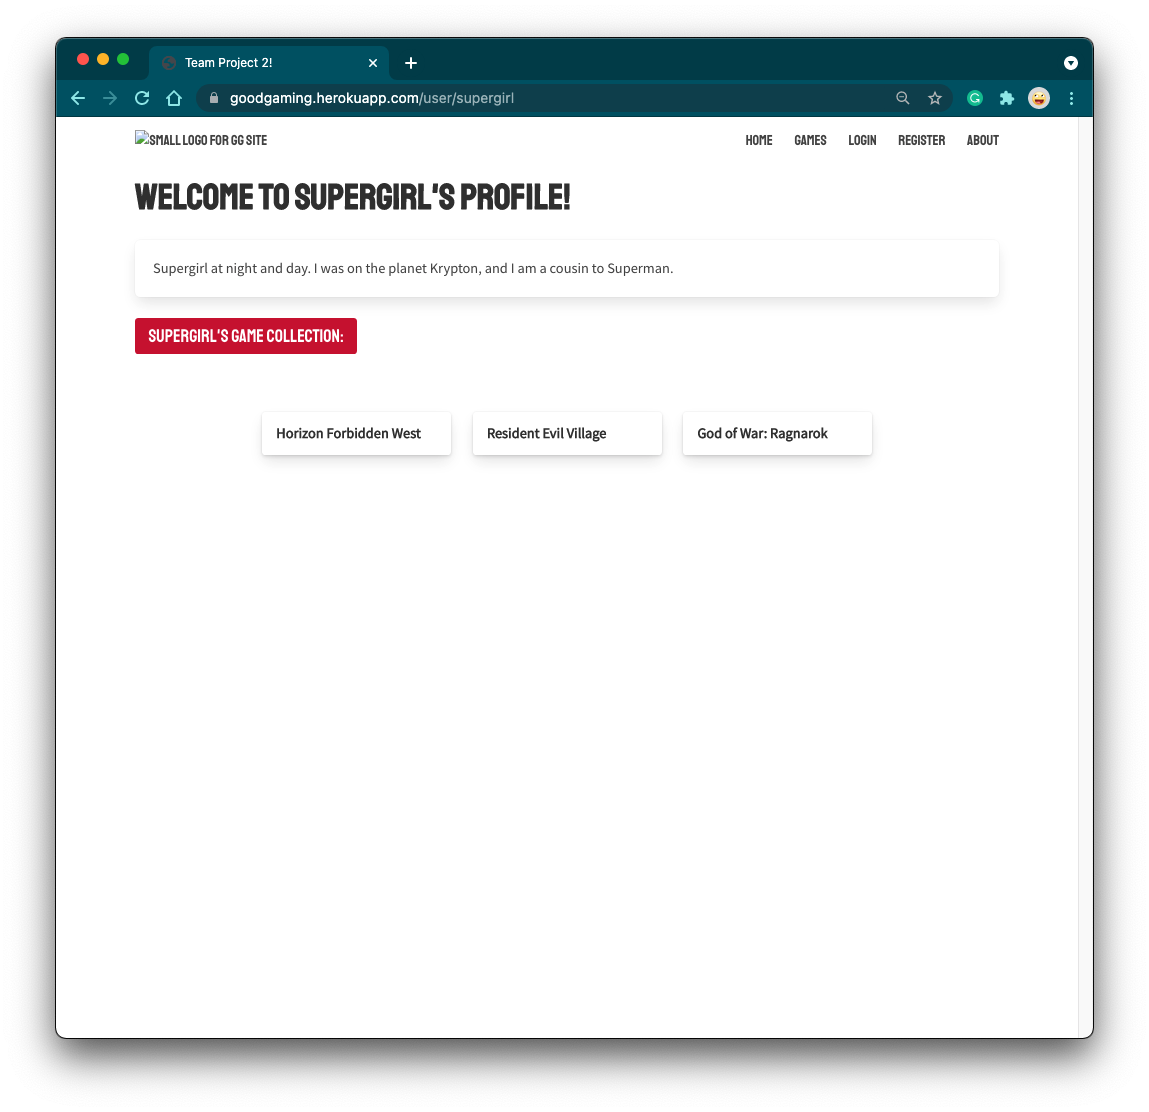 Team Project 2!
goodgaming.herokuapp.com/user/supergirl
SMALL LOGO FOR GG SITE
HOME GAMES LOGIN REGISTER ABOUT
WELCOME TO SUPERGIRL'S PROFILE!
Supergirl at night and day. I was on the planet Krypton, and I am a cousin to Superman.
SUPERGIRL'S GAME COLLECTION:
Horizon Forbidden West
Resident Evil Village
God of War: Ragnarok